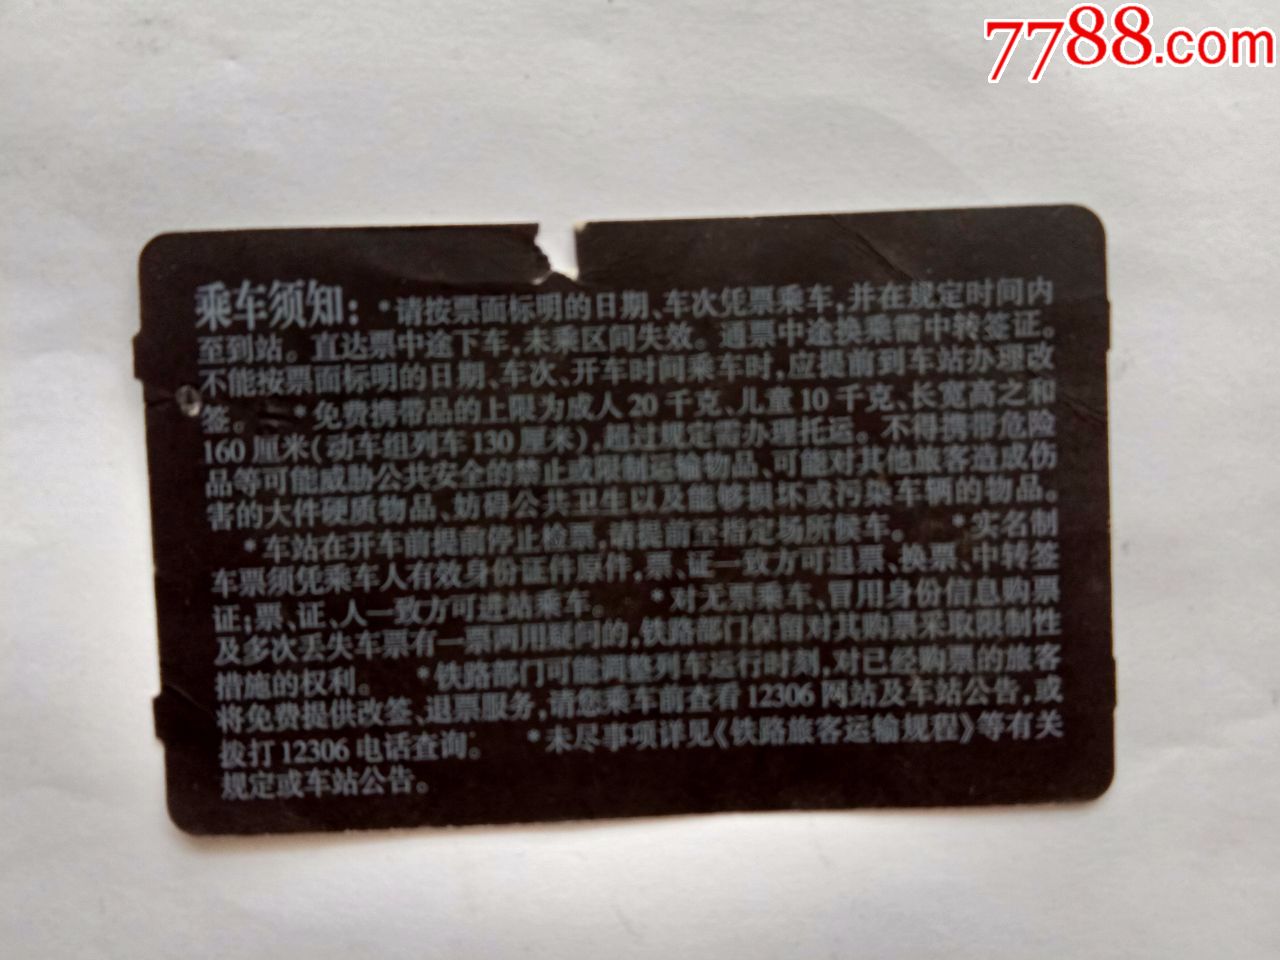 7788.com
乘车须知：*请按票面标明的日期、车次凭票乘车，并在规定时间内
至到站。直达票中途下车，未乘区间失效。通票中途换乘需中转签证。
不能按票面标明的日期、车次、开车时间乘车时，应提前到车站办理改
签。 *免费携带品的上限为成人20千克、儿童10千克、长宽高之和
160厘米（动车组列车130厘米），超过规定需办理托运。不得携带危险
品等可能威胁公共安全的禁止或限制运输物品、可能对其他旅客造成伤
害的大件硬质物品、妨碍公共卫生以及能够损坏或污染车辆的物品。
*车站在开车前提前停止检票，请提前至指定场所候车。 *实名制
车票须凭乘车人有效身份证件原件，票、证一致方可退票、换票、中转签
证；票、证、人一致方可进站乘车。 *对无票乘车、冒用身份信息购票
及多次丢失车票有一票两用疑问的，铁路部门保留对其购票采取限制性
措施的权利。 *铁路部门可能调整列车运行时刻，对已经购票的旅客
将免费提供改签、退票服务，请您乘车前查看12306网站及车站公告，或
拨打12306电话查询。 *未尽事项详见《铁路旅客运输规程》等有关
规定或车站公告。